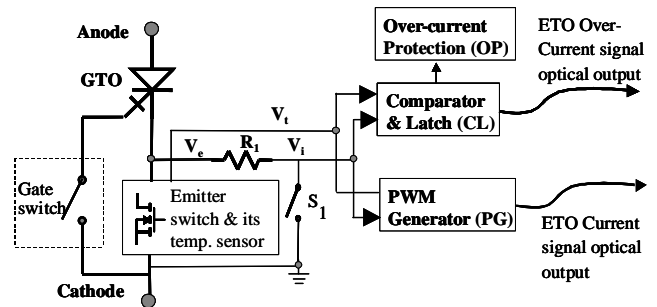 Anode
GTO
Gate
switch
Cathode
V_e
R_1
V_t
V_i
S_1
Emitter
switch & its
temp. sensor
Over-current
Protection (OP)
Comparator
& Latch (CL)
PWM
Generator (PG)
ETO Over-
Current signal
optical output
ETO Current
signal optical
output